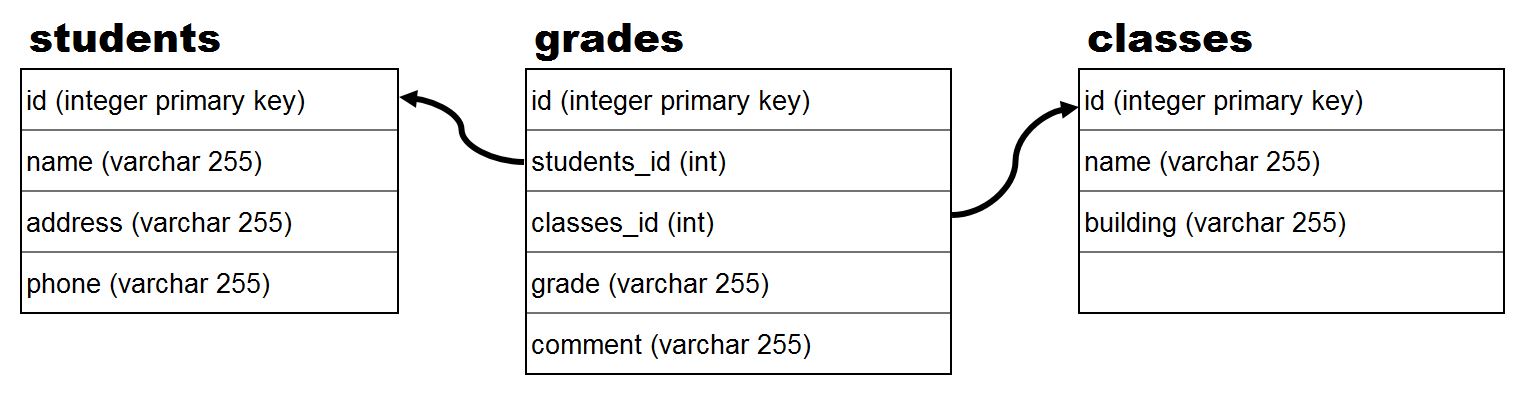 students
id (integer primary key)
name (varchar 255)
address (varchar 255)
phone (varchar 255)
grades
id (integer primary key)
students_id (int)
classes_id (int)
grade (varchar 255)
comment (varchar 255)
classes
id (integer primary key)
name (varchar 255)
building (varchar 255)